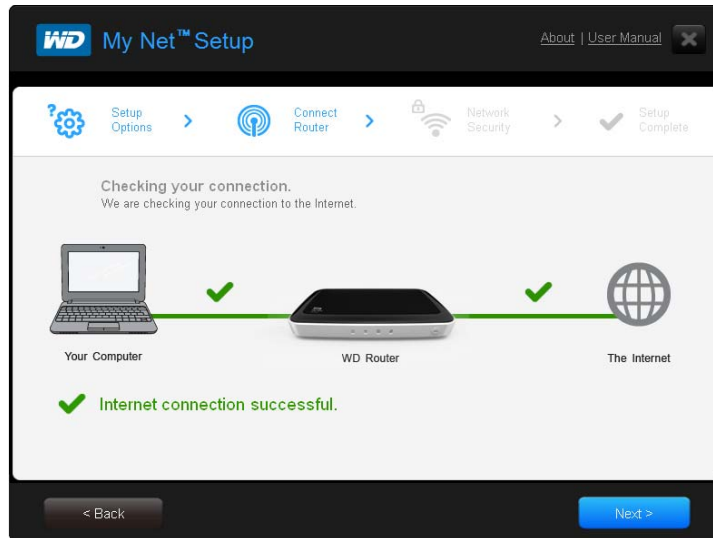 WD My Net™ Setup
About | User Manual
?
Setup
Options
>
Connect
Router
>
Network
Security
>
Setup
Complete
Checking your connection.
We are checking your connection to the Internet.
Your Computer
WD Router
The Internet
Internet connection successful.
< Back
Next >